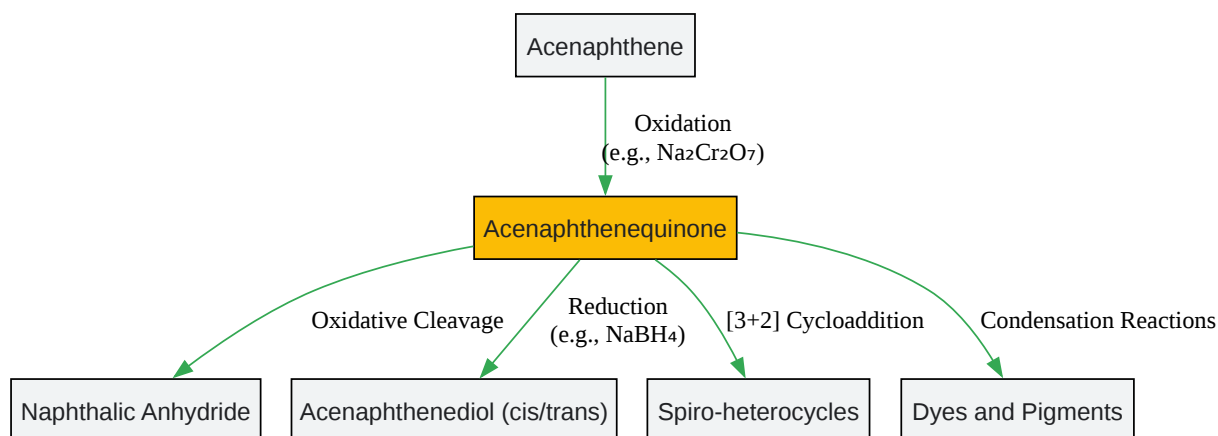 Acenaphthene
Oxidation
(e.g., Na₂Cr₂O₇)
Acenaphthenequinone
Oxidative Cleavage
Reduction
(e.g., NaBH₄)
[3+2] Cycloaddition
Condensation Reactions
Naphthalic Anhydride
Acenaphthenediol (cis/trans)
Spiro-heterocycles
Dyes and Pigments